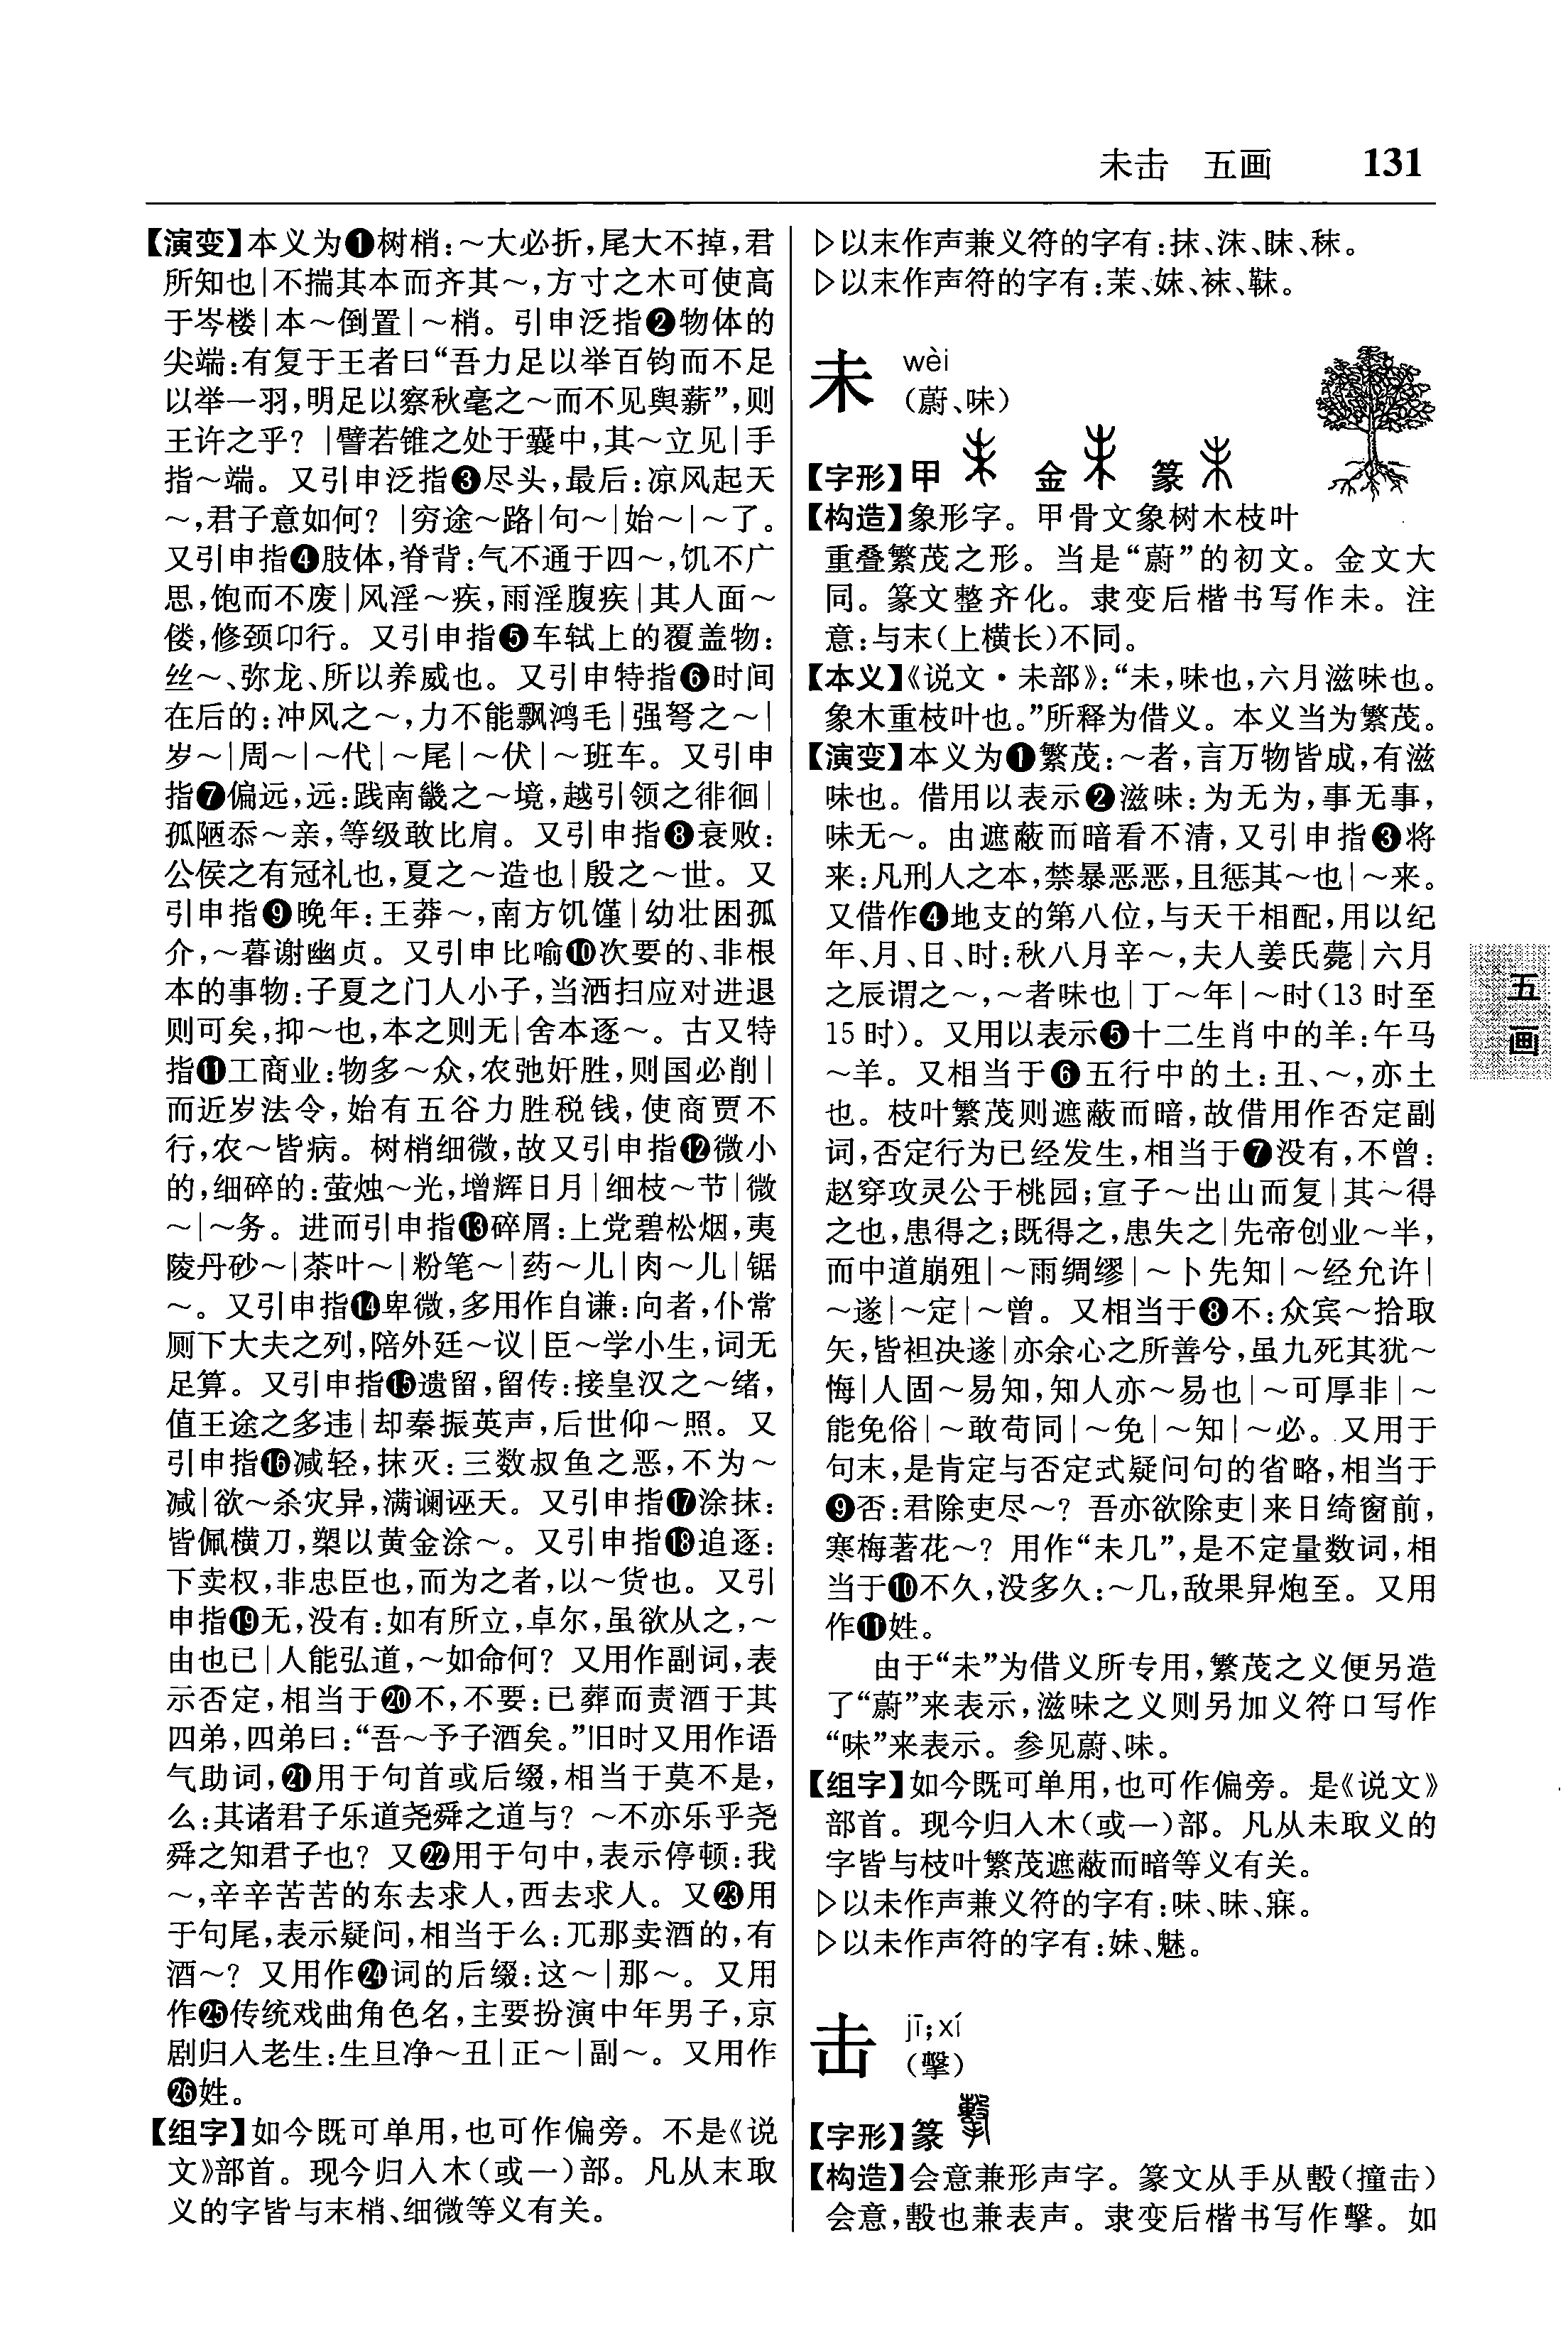 未击 五画 131
【演变】本义为❶树梢:～大必折,尾大不掉,君
所知也|不揣其本而齐其～,方寸之木可使高
于岑楼|本～倒置|～梢。引申泛指❷物体的
尖端:有复于王者曰“吾力足以举百钧而不足
以举一羽,明足以察秋毫之～而不见舆薪”,则
王许之乎?|譬若锥之处于囊中,其～立见|手
指～端。又引申泛指❸尽头,最后:凉风起天
～,君子意如何?|穷途～路|句～|始～|～了。
又引申指❹肢体,脊背:气不通于四～,饥不广
思,饱而不废|风淫～疾,雨淫腹疾|其人面～
偻,修颈卬行。又引申指❺车轼上的覆盖物:
丝～、弥龙、所以养威也。又引申特指❻时间
在后的:冲风之～,力不能飘鸿毛|强弩之～|
岁～|周～|～代|～尾|～伏|～班车。又引申
指❼偏远,远:践南畿之～境,越引领之徘徊|
孤陋忝～亲,等级敢比肩。又引申指❽衰败:
公侯之有冠礼也,夏之～造也|殷之～世。又
引申指❾晚年:王莽～,南方饥馑|幼壮困孤
介,～暮谢幽贞。又引申比喻❿次要的、非根
本的事物:子夏之门人小子,当洒扫应对进退
则可矣,抑～也,本之则无|舍本逐～。古又特
指⓫工商业:物多～众,农弛奸胜,则国必削|
而近岁法令,始有五谷力胜税钱,使商贾不
行,农～皆病。树梢细微,故又引申指⓬微小
的,细碎的:萤烛～光,增辉日月|细枝～节|微
～|～务。进而引申指⓭碎屑:上党碧松烟,夷
陵丹砂～|茶叶～|粉笔～|药～儿|肉～儿|锯
～。又引申指⓮卑微,多用作自谦:向者,仆常
厕下大夫之列,陪外廷～议|臣～学小生,词无
足算。又引申指⓯遗留,留传:接皇汉之～绪,
值王途之多违|却秦振英声,后世仰～照。又
引申指⓰减轻,抹灭:三数叔鱼之恶,不为～
减|欲～杀灾异,满谰诬天。又引申指⓱涂抹:
皆佩横刀,槊以黄金涂～。又引申指⓲追逐:
下卖权,非忠臣也,而为之者,以～货也。又引
申指⓳无,没有:如有所立,卓尔,虽欲从之,～
由也已|人能弘道,～如命何?又用作副词,表
示否定,相当于⓴不,不要:已葬而责酒于其
四弟,四弟曰:“吾～予子酒矣。”旧时又用作语
气助词,㉑用于句首或后缀,相当于莫不是,
么:其诸君子乐道尧舜之道与?～不亦乐乎尧
舜之知君子也?又㉒用于句中,表示停顿:我
～,辛辛苦苦的东去求人,西去求人。又㉓用
于句尾,表示疑问,相当于么:兀那卖酒的,有
酒～?又用作㉔词的后缀:这～|那～。又用
作㉕传统戏曲角色名,主要扮演中年男子,京
剧归入老生:生旦净～丑|正～|副～。又用作
㉖姓。
【组字】如今既可单用,也可作偏旁。不是《说
文》部首。现今归入木(或一)部。凡从末取
义的字皆与末梢、细微等义有关。
▷以末作声兼义符的字有:抹、沫、眜、秣。
▷以末作声符的字有:茉、妺、袜、靺。
未 wèi
(蔚、味)
【字形】甲 金 篆
【构造】象形字。甲骨文象树木枝叶
重叠繁茂之形。当是“蔚”的初文。金文大
同。篆文整齐化。隶变后楷书写作未。注
意:与末(上横长)不同。
【本义】《说文·未部》:“未,味也,六月滋味也。
象木重枝叶也。”所释为借义。本义当为繁茂。
【演变】本义为❶繁茂:～者,言万物皆成,有滋
味也。借用以表示❷滋味:为无为,事无事,
味无～。由遮蔽而暗看不清,又引申指❸将
来:凡刑人之本,禁暴恶恶,且惩其～也|～来。
又借作❹地支的第八位,与天干相配,用以纪
年、月、日、时:秋八月辛～,夫人姜氏薨|六月
之辰谓之～,～者味也|丁～年|～时(13时至
15时)。又用以表示❺十二生肖中的羊:午马
～羊。又相当于❻五行中的土:丑、～,亦土
也。枝叶繁茂则遮蔽而暗,故借用作否定副
词,否定行为已经发生,相当于❼没有,不曾:
赵穿攻灵公于桃园;宣子～出山而复|其～得
之也,患得之;既得之,患失之|先帝创业～半,
而中道崩殂|～雨绸缪|～卜先知|～经允许|
～遂|～定|～曾。又相当于❽不:众宾～拾取
矢,皆袒决遂|亦余心之所善兮,虽九死其犹～
悔|人固～易知,知人亦～易也|～可厚非|～
能免俗|～敢苟同|～免|～知|～必。又用于
句末,是肯定与否定式疑问句的省略,相当于
❾否:君除吏尽～?吾亦欲除吏|来日绮窗前,
寒梅著花～?用作“未几”,是不定量数词,相
当于❿不久,没多久:～几,敌果舁炮至。又用
作⓫姓。
由于“未”为借义所专用,繁茂之义便另造
了“蔚”来表示,滋味之义则另加义符口写作
“味”来表示。参见蔚、味。
【组字】如今既可单用,也可作偏旁。是《说文》
部首。现今归入木(或一)部。凡从未取义的
字皆与枝叶繁茂遮蔽而暗等义有关。
▷以未作声兼义符的字有:味、昧、寐。
▷以未作声符的字有:妹、魅。
五画
击 jī;xí
(擊)
【字形】篆
【构造】会意兼形声字。篆文从手从毄(撞击)
会意,毄也兼表声。隶变后楷书写作擊。如